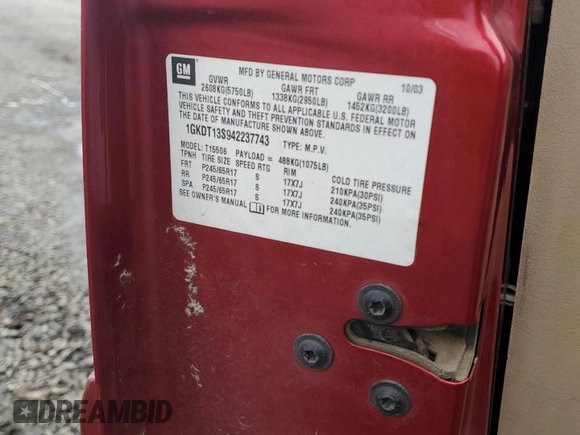 GM
MFD BY GENERAL MOTORS CORP 10/03
GVWR GAWR FRT GAWR RR
2608KG(5750LB) 1338KG(2950LB) 1452KG(3200LB)
THIS VEHICLE CONFORMS TO ALL APPLICABLE U.S. FEDERAL MOTOR
VEHICLE SAFETY AND THEFT PREVENTION STANDARDS IN EFFECT ON
THE DATE OF MANUFACTURE SHOWN ABOVE.
1GKDT13S942237743 TYPE: M.P.V.
MODEL: T15506 PAYLOAD = 488KG(1075LB)
TPNH TIRE SIZE SPEED RTG RIM COLD TIRE PRESSURE
FRT P245/65R17 S 17X7J 210KPA(30PSI)
RR P245/65R17 S 17X7J 240KPA(35PSI)
SPA P245/65R17 S 17X7J 240KPA(35PSI)
SEE OWNER'S MANUAL FOR MORE INFORMATION.
DREAMBID